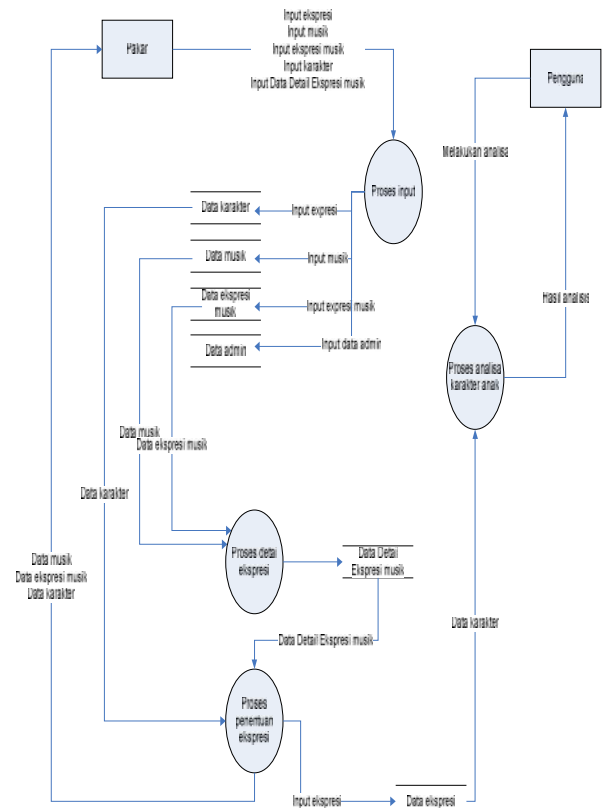 Input ekspresi
Input musik
Input ekspresi musik
Input karakter
Input Data Detail Ekspresi musik
Pakar
Pengguna
Melakukan analisa
Proses input
Data karakter
Input expresi
Data musik
Input musik
Data ekspresi
musik
Input expresi musik
Data admin
Input data admin
Hasil analisis
Proses analisa
karakter anak
Data musik
Data ekspresi musik
Data karakter
Proses detai
ekspresi
Data Detail
Ekspresi musik
Data musik
Data ekspresi musik
Data karakter
Data Detail Ekspresi musik
Data karakter
Proses
penentuan
ekspresi
Input ekspresi
Data ekspresi